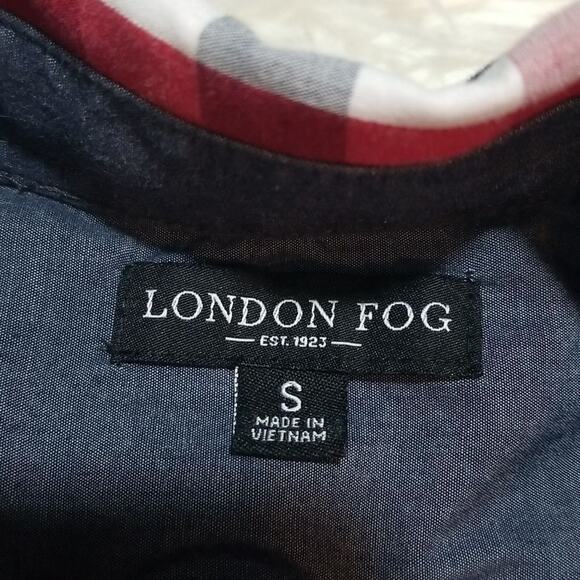 LONDON FOG
EST. 1923
S
MADE IN
VIETNAM